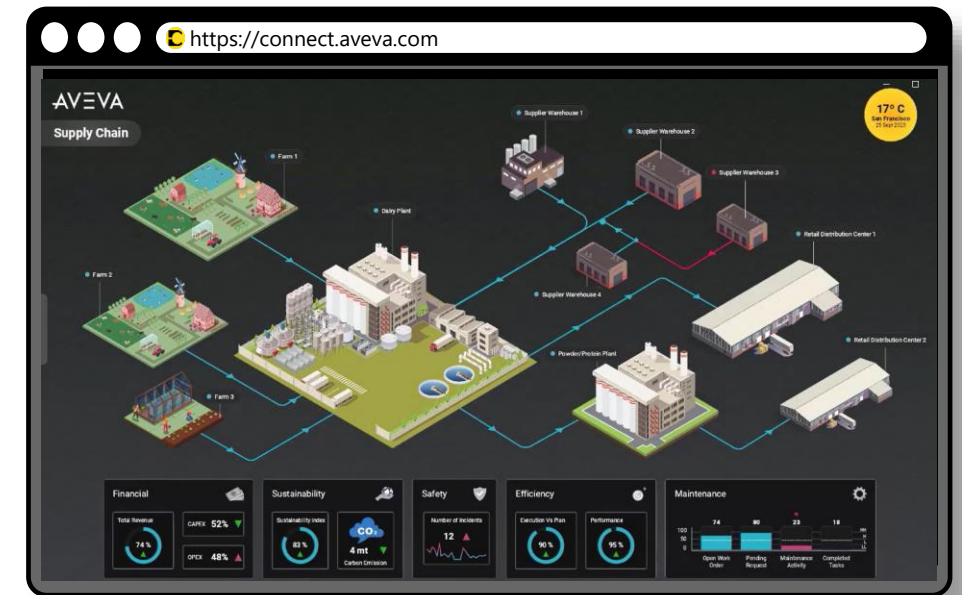 https://connect.aveva.com
AVEVA
Supply Chain
17° C
San Francisco
25 Sept 2023
Supplier Warehouse 1
Supplier Warehouse 2
Supplier Warehouse 3
Farm 1
Dairy Plant
Retail Distribution Center 1
Farm 2
Supplier Warehouse 4
Retail Distribution Center 2
Powder/Protein Plant
Farm 3
Financial
Total Revenue
74 %
CAPEX 52%
OPEX 48%
Sustainability
Sustainability Index
83 %
CO₂
4 mt
Carbon Emission
Safety
Number of Incidents
12
Efficiency
Execution Vs Plan
90 %
Performance
95 %
Maintenance
74 80 23 18
100
50
0
Open Work Order
Pending Request
Maintenance Activity
Completed Tasks